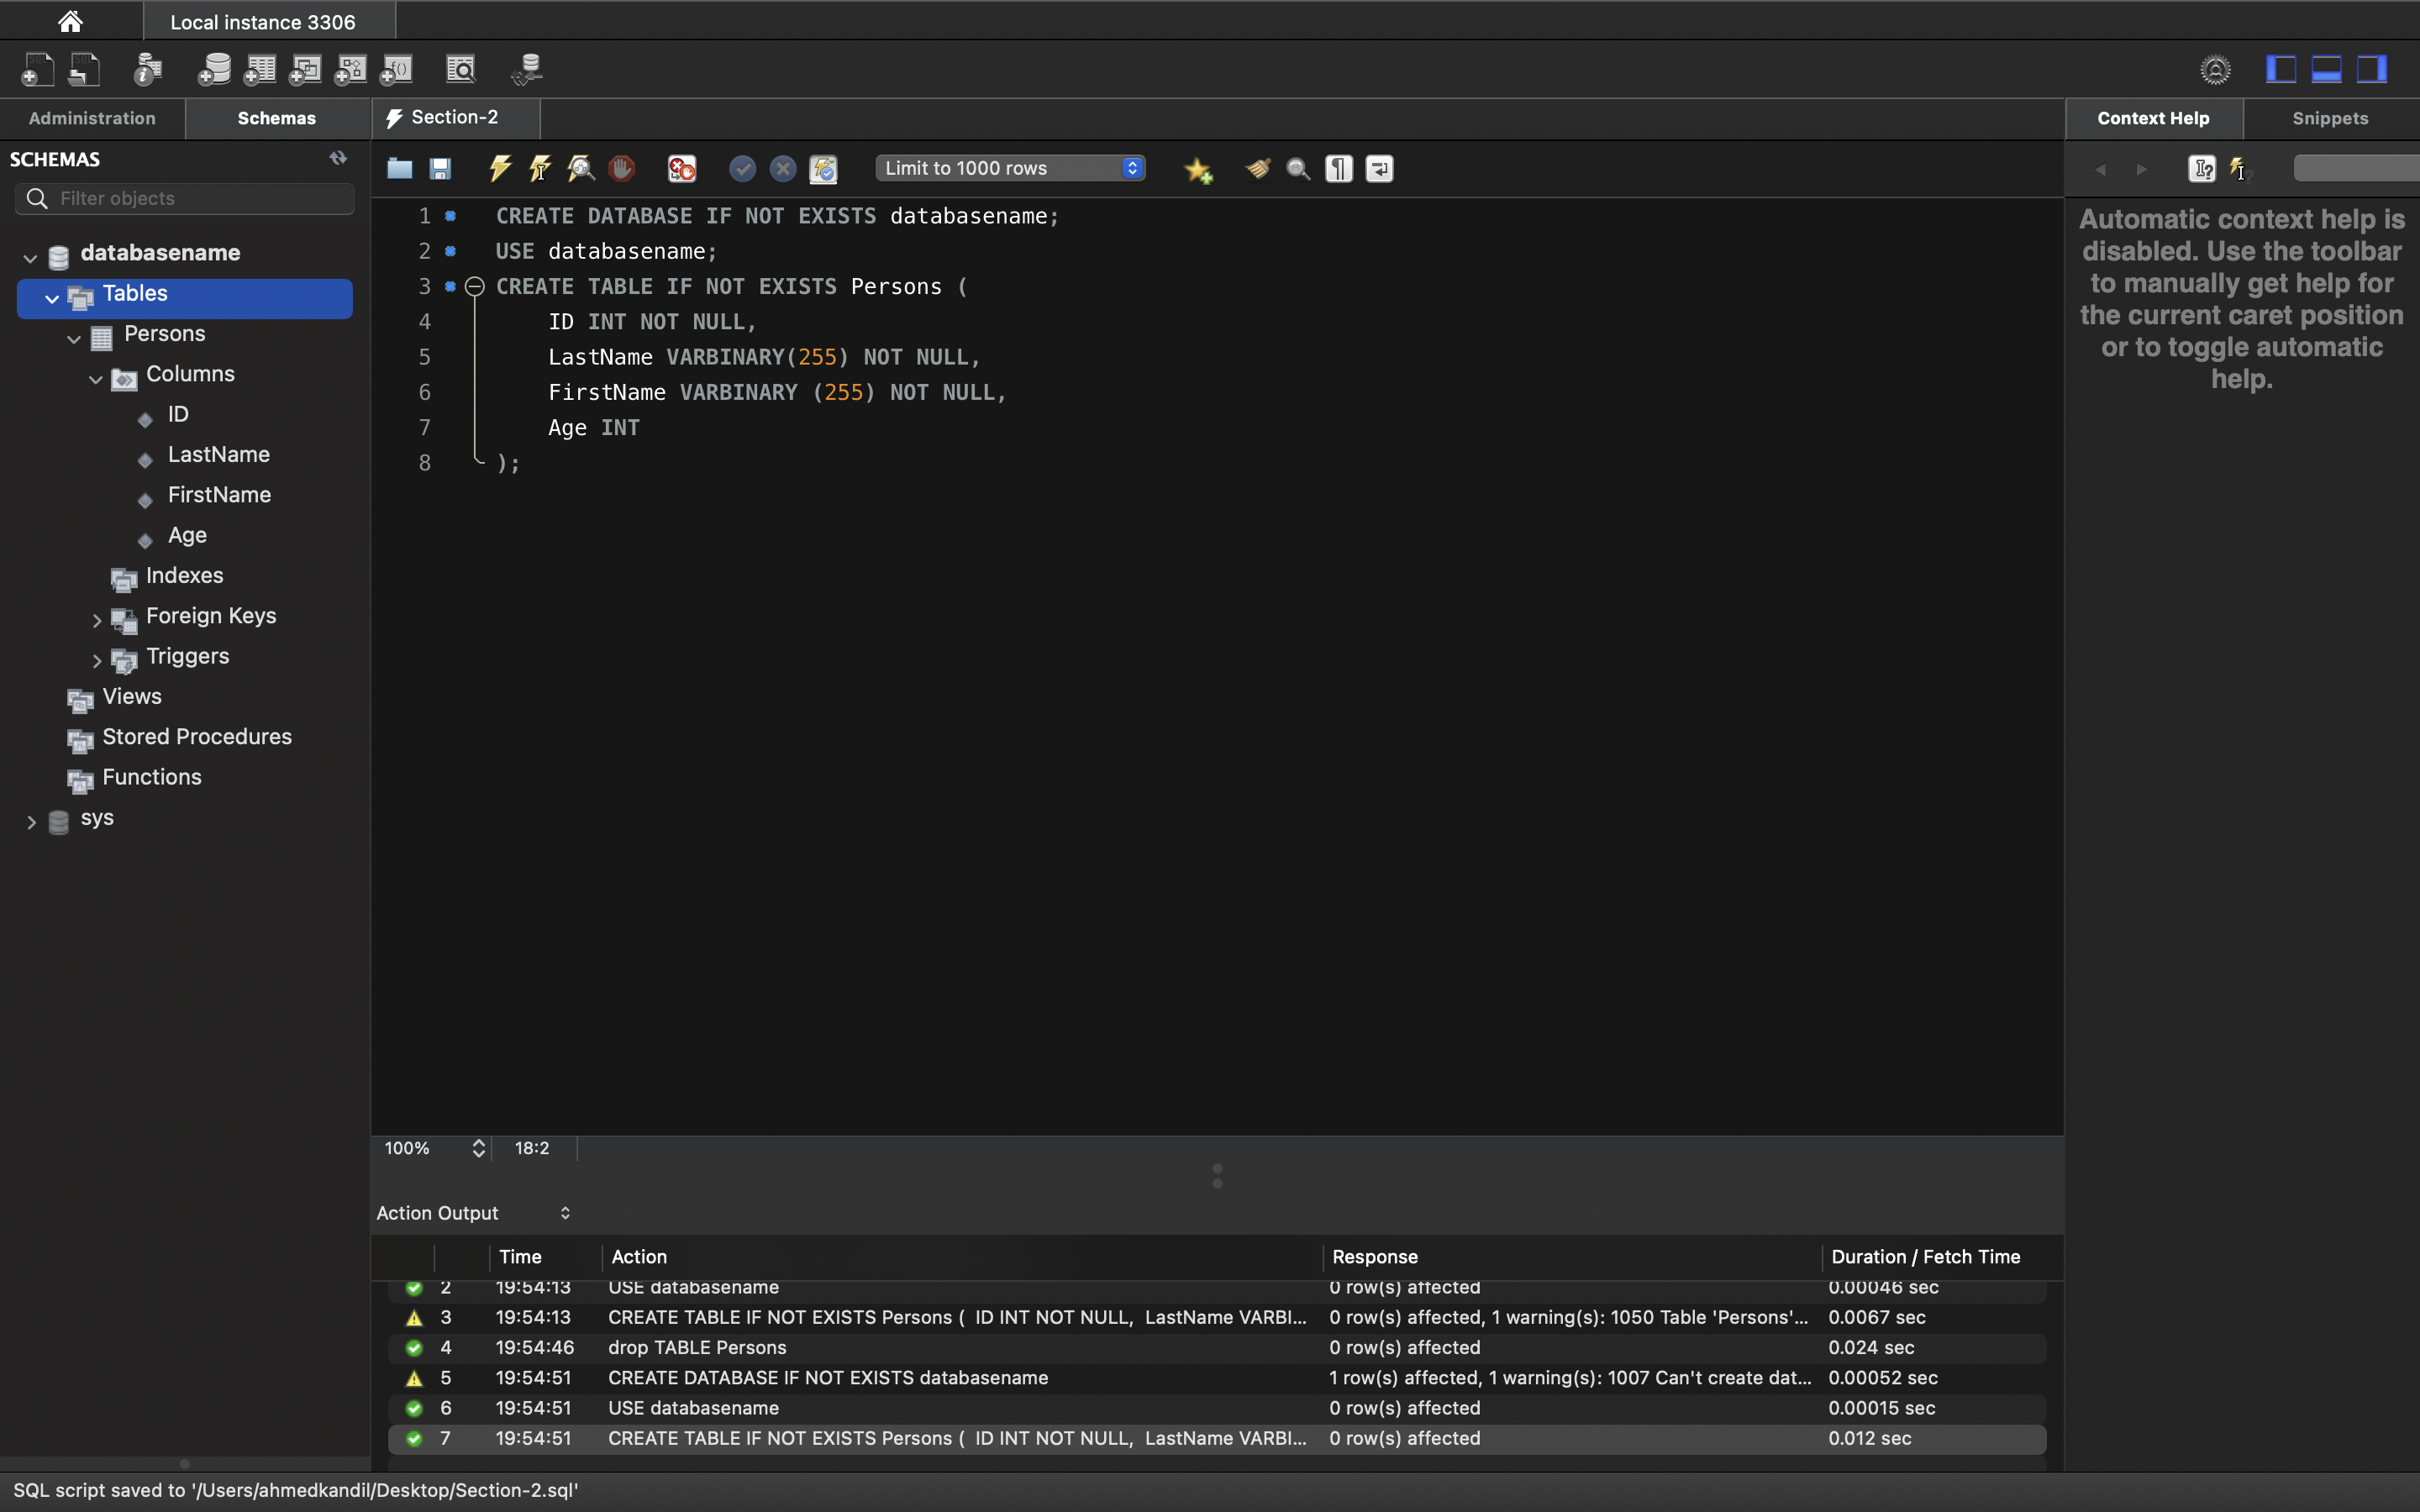 Local instance 3306
Administration
Schemas
Section-2
Context Help
Snippets
SCHEMAS
Filter objects
Limit to 1000 rows
databasename
Tables
Persons
Columns
ID
LastName
FirstName
Age
Indexes
Foreign Keys
Triggers
Views
Stored Procedures
Functions
sys
1 CREATE DATABASE IF NOT EXISTS databasename;
2 USE databasename;
3 CREATE TABLE IF NOT EXISTS Persons (
4 ID INT NOT NULL,
5 LastName VARBINARY(255) NOT NULL,
6 FirstName VARBINARY (255) NOT NULL,
7 Age INT
8 );
Automatic context help is
disabled. Use the toolbar
to manually get help for
the current caret position
or to toggle automatic
help.
100% 18:2
Action Output
Time Action Response Duration / Fetch Time
2 19:54:13 USE databasename 0 row(s) affected 0.00046 sec
3 19:54:13 CREATE TABLE IF NOT EXISTS Persons ( ID INT NOT NULL, LastName VARBI... 0 row(s) affected, 1 warning(s): 1050 Table 'Persons'... 0.0067 sec
4 19:54:46 drop TABLE Persons 0 row(s) affected 0.024 sec
5 19:54:51 CREATE DATABASE IF NOT EXISTS databasename 1 row(s) affected, 1 warning(s): 1007 Can't create dat... 0.00052 sec
6 19:54:51 USE databasename 0 row(s) affected 0.00015 sec
7 19:54:51 CREATE TABLE IF NOT EXISTS Persons ( ID INT NOT NULL, LastName VARBI... 0 row(s) affected 0.012 sec
SQL script saved to '/Users/ahmedkandil/Desktop/Section-2.sql'